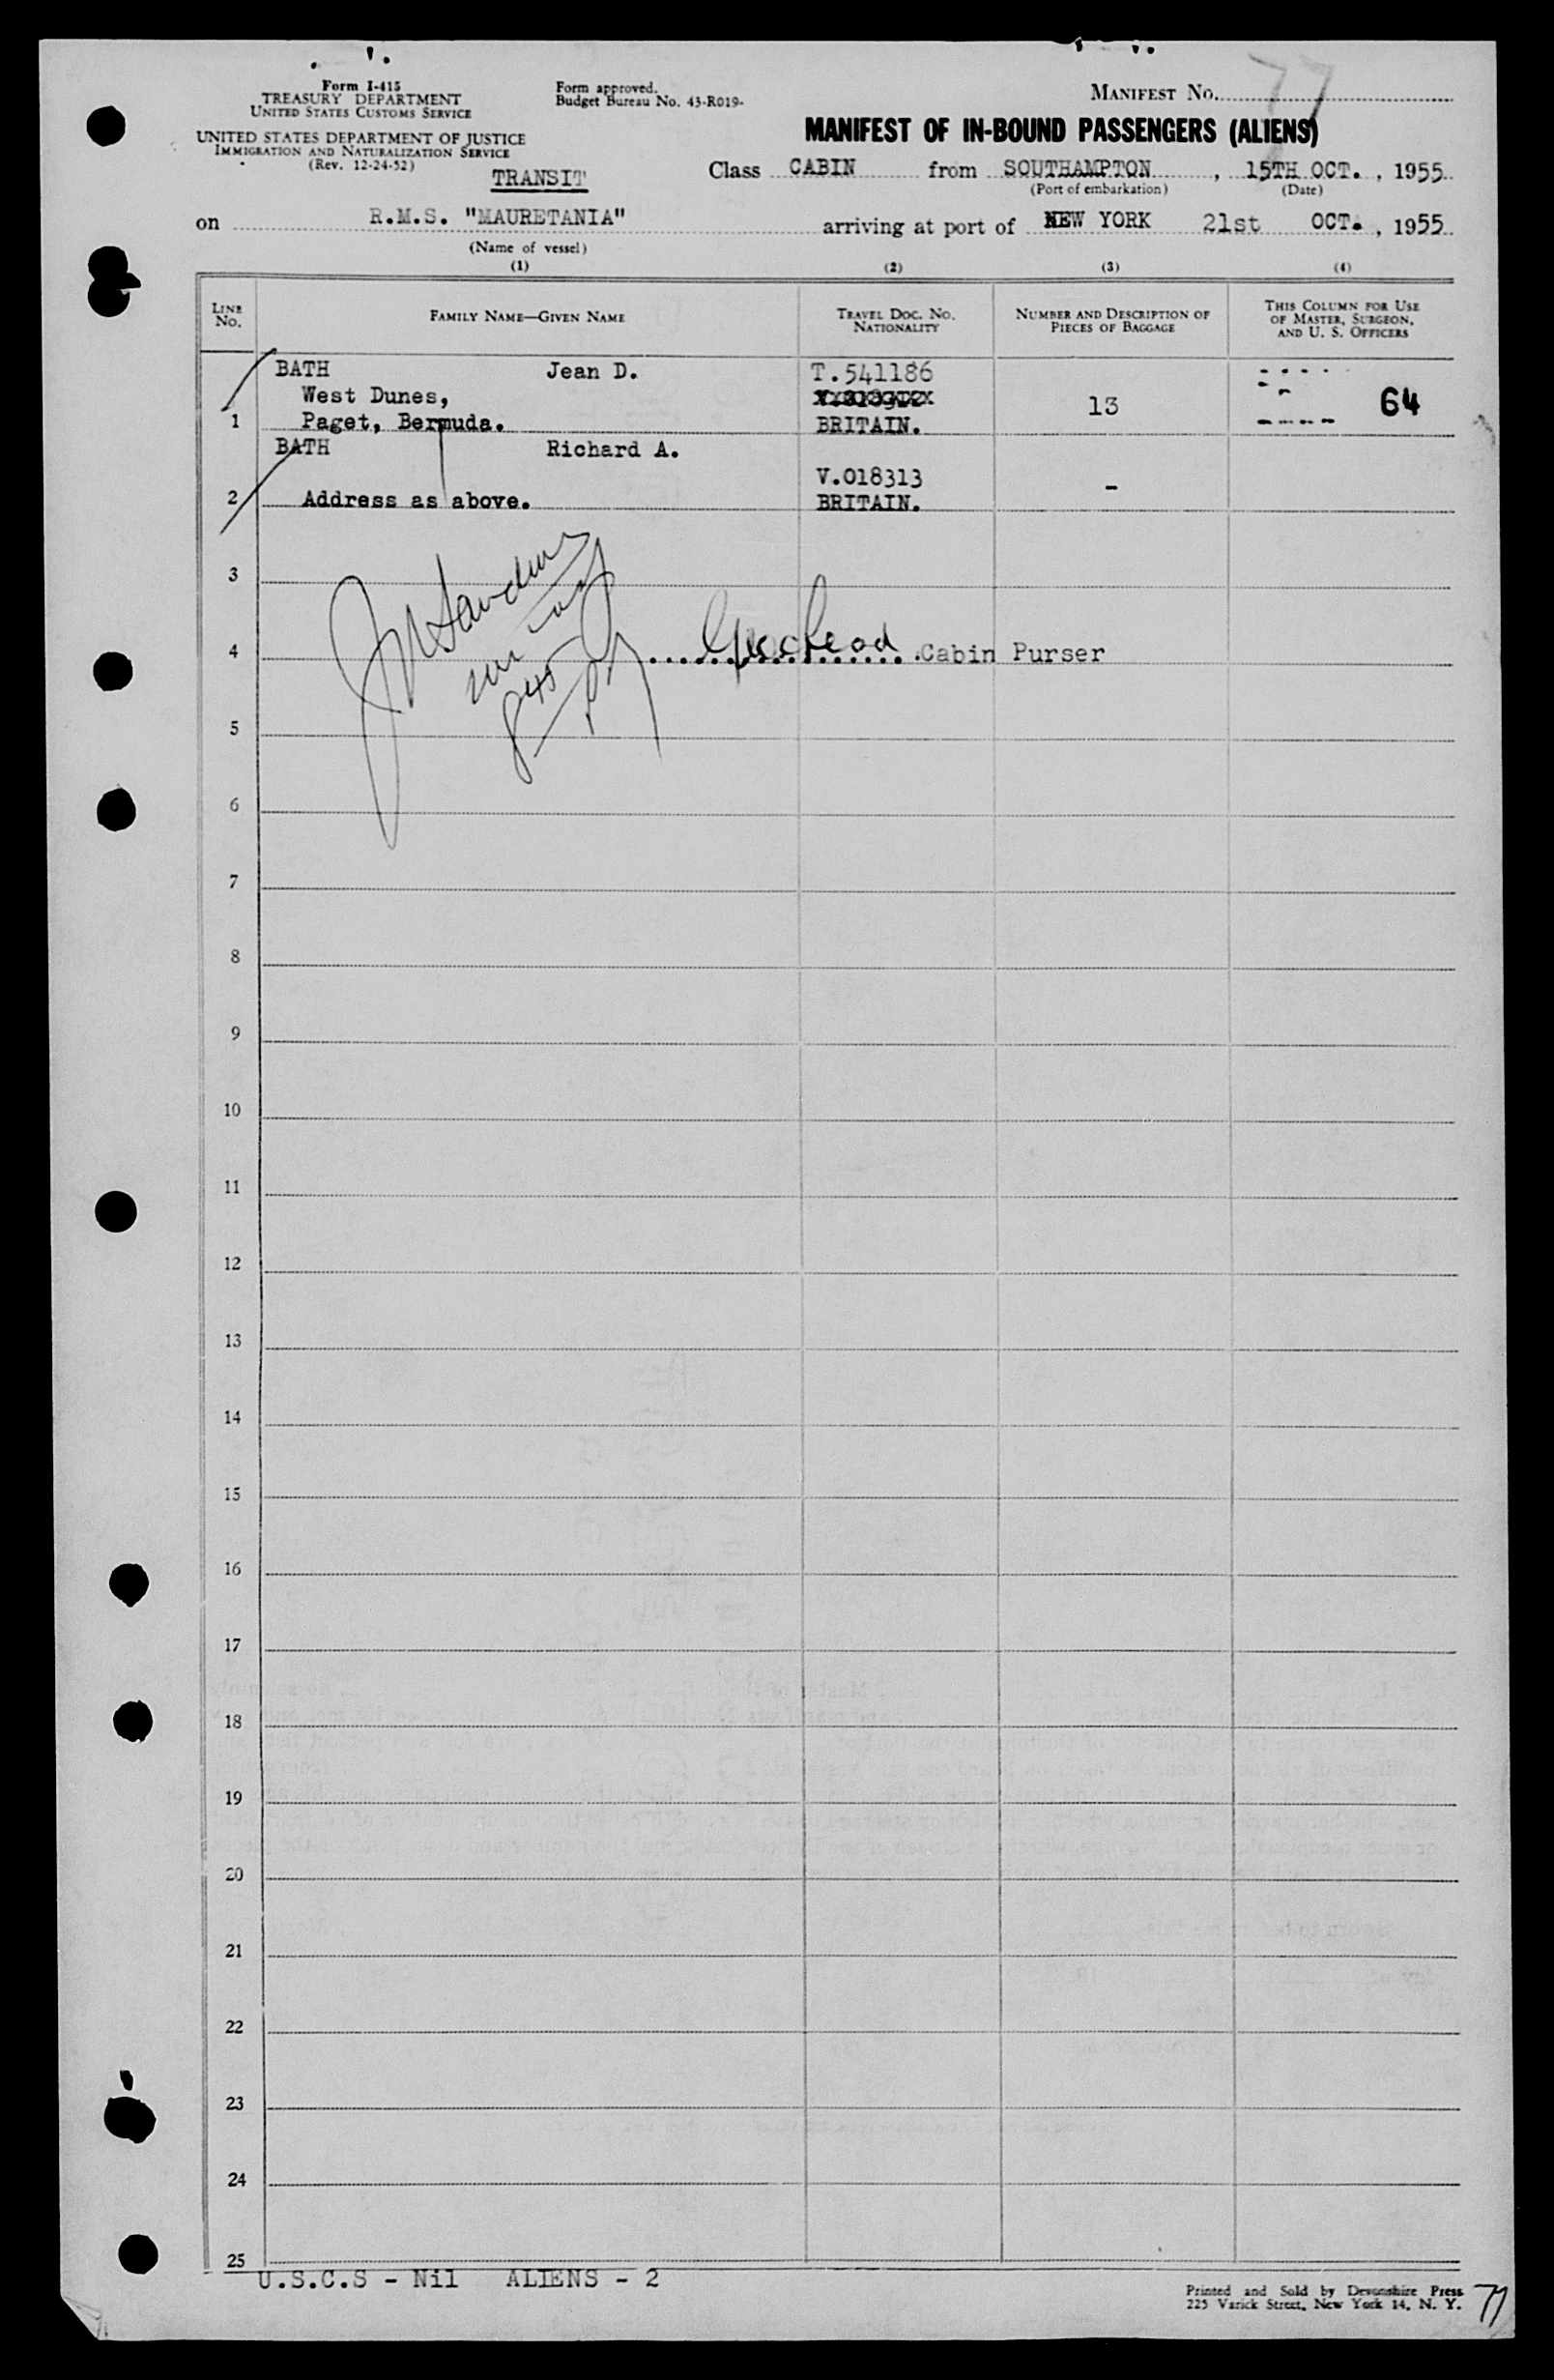 Form I-415
TREASURY DEPARTMENT
UNITED STATES CUSTOMS SERVICE
UNITED STATES DEPARTMENT OF JUSTICE
IMMIGRATION AND NATURALIZATION SERVICE
(Rev. 12-24-52)
TRANSIT
Form approved.
Budget Bureau No. 43-R019-
MANIFEST NO. 77
MANIFEST OF IN-BOUND PASSENGERS (ALIENS)
Class CABIN from SOUTHAMPTON, 15TH OCT., 1955
(Port of embarkation) (Date)
on R.M.S. "MAURETANIA" arriving at port of NEW YORK 21st OCT., 1955
(Name of vessel)
(1) (2) (3) (4)
LINE NO. FAMILY NAME—GIVEN NAME TRAVEL DOC. NO. NATIONALITY NUMBER AND DESCRIPTION OF PIECES OF BAGGAGE THIS COLUMN FOR USE OF MASTER, SURGEON, AND U. S. OFFICERS
BATH Jean D. T.541186
West Dunes,
1 Paget, Bermuda. BRITAIN. 13 64
BATH Richard A.
V.018313 -
2 Address as above. BRITAIN.
3
4 Cabin Purser
5
6
7
8
9
10
11
12
13
14
15
16
17
18
19
20
21
22
23
24
25
U.S.C.S - Nil ALIENS - 2
Printed and Sold by Devonshire Press
225 Varick Street, New York 14, N. Y.
77